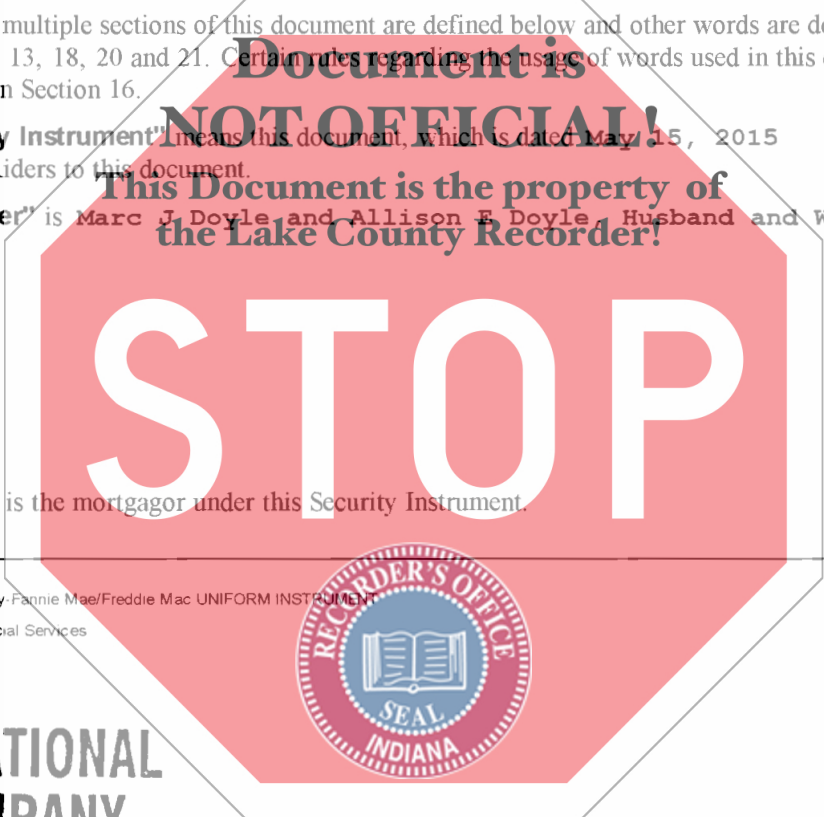 multiple sections of this document are defined below and other words are de
13, 18, 20 and 21. Certain rules regarding the usage of words used in this
n Section 16.
Document is
NOT OFFICIAL!
y Instrument" means this document, which is dated May 15, 2015
iders to this document.
This Document is the property of
the Lake County Recorder!
er" is Marc J Doyle and Allison E Doyle, Husband and W
STOP
is the mortgagor under this Security Instrument.
y-Fannie Mae/Freddie Mac UNIFORM INSTRUMENT
ial Services
RECORDER'S OFFICE
SEAL
INDIANA
TIONAL
MPANY